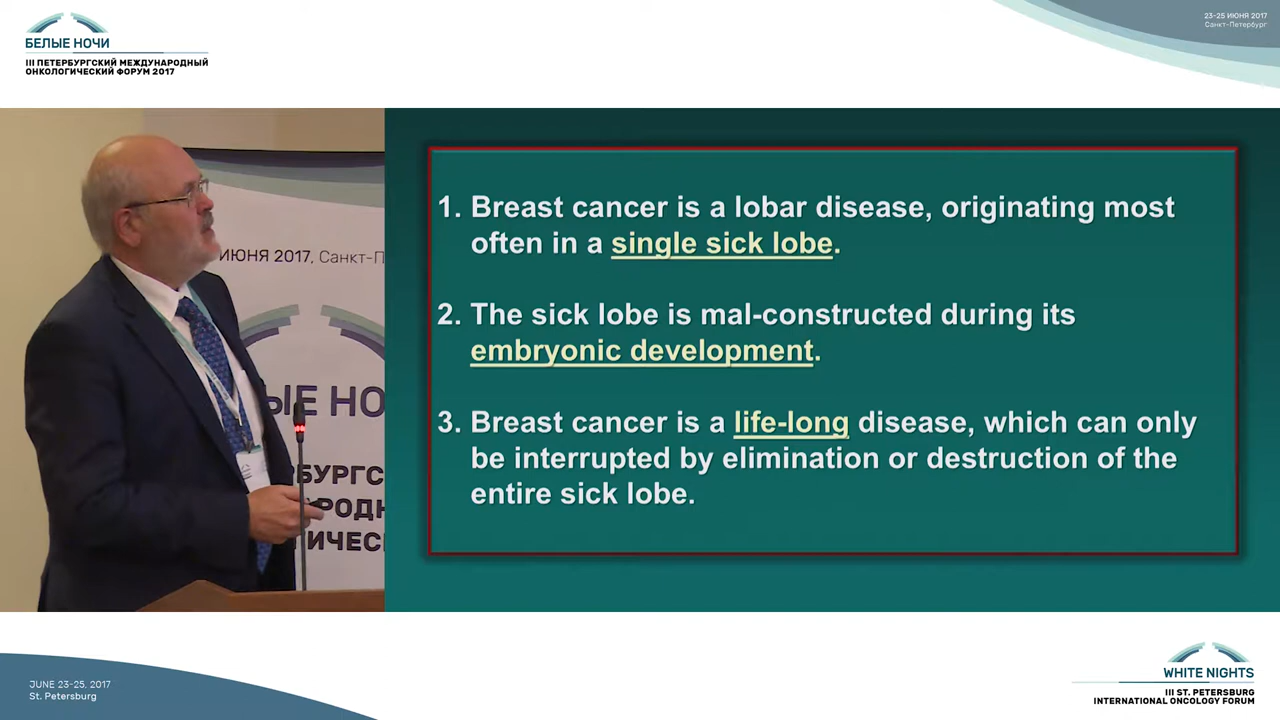 БЕЛЫЕ НОЧИ
III ПЕТЕРБУРГСКИЙ МЕЖДУНАРОДНЫЙ
ОНКОЛОГИЧЕСКИЙ ФОРУМ 2017
23-25 ИЮНЯ 2017
Санкт-Петербург
1. Breast cancer is a lobar disease, originating most
often in a single sick lobe.
2. The sick lobe is mal-constructed during its
embryonic development.
3. Breast cancer is a life-long disease, which can only
be interrupted by elimination or destruction of the
entire sick lobe.
ИЮНЯ 2017, Санкт-П
ЫЕ НО
РБУРГС
РОД
ИЧЕС
JUNE 23-25, 2017
St. Petersburg
WHITE NIGHTS
III ST. PETERSBURG
INTERNATIONAL ONCOLOGY FORUM